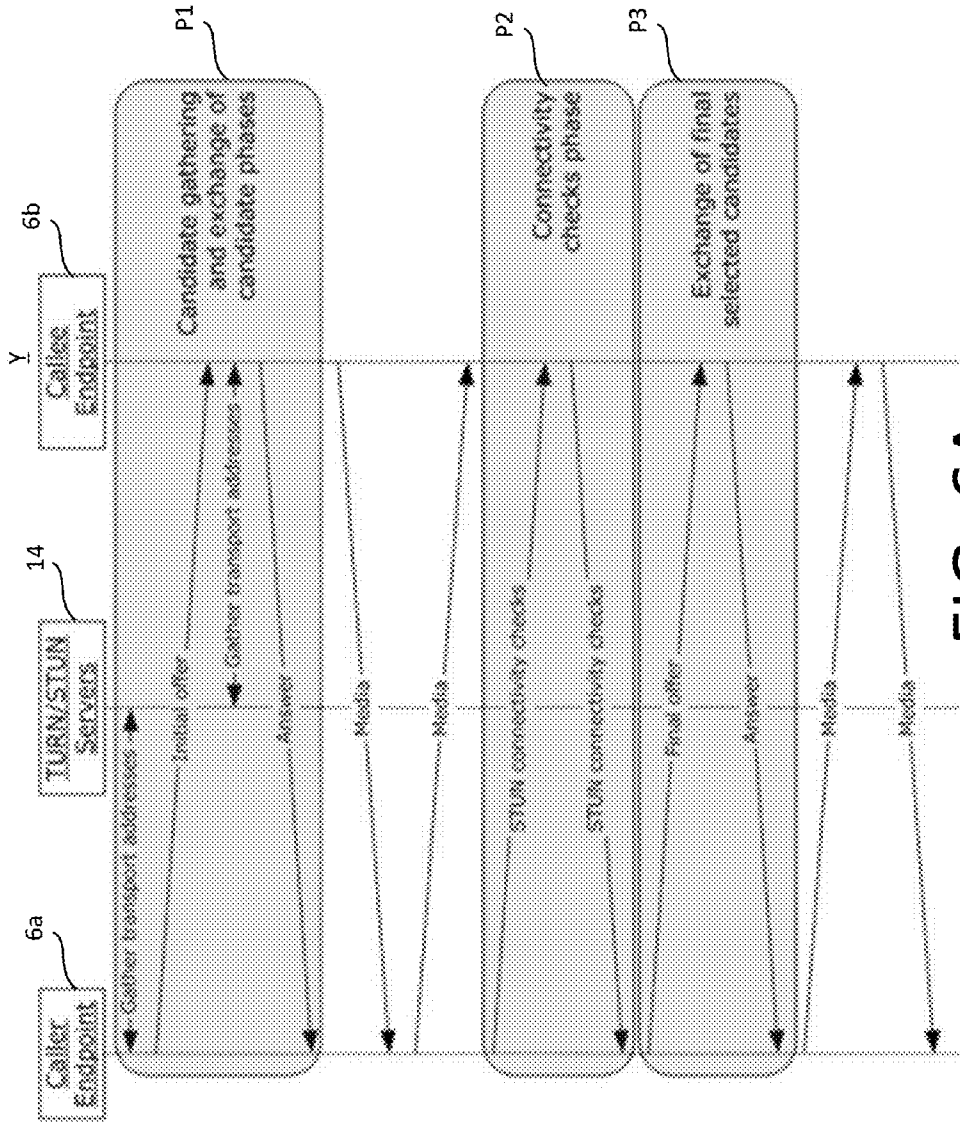 Caller
Endpoint
6a
TURN/STUN
Servers
14
Y
Callee
Endpoint
6b
P1
Gather transport addresses
Initial offer
Gather transport addresses
Answer
Candidate gathering
and exchange of
candidate phases
Media
Media
P2
STUN connectivity checks
STUN connectivity checks
Connectivity
checks phase
P3
Final offer
Answer
Exchange of final
selected candidates
Media
Media
FIG